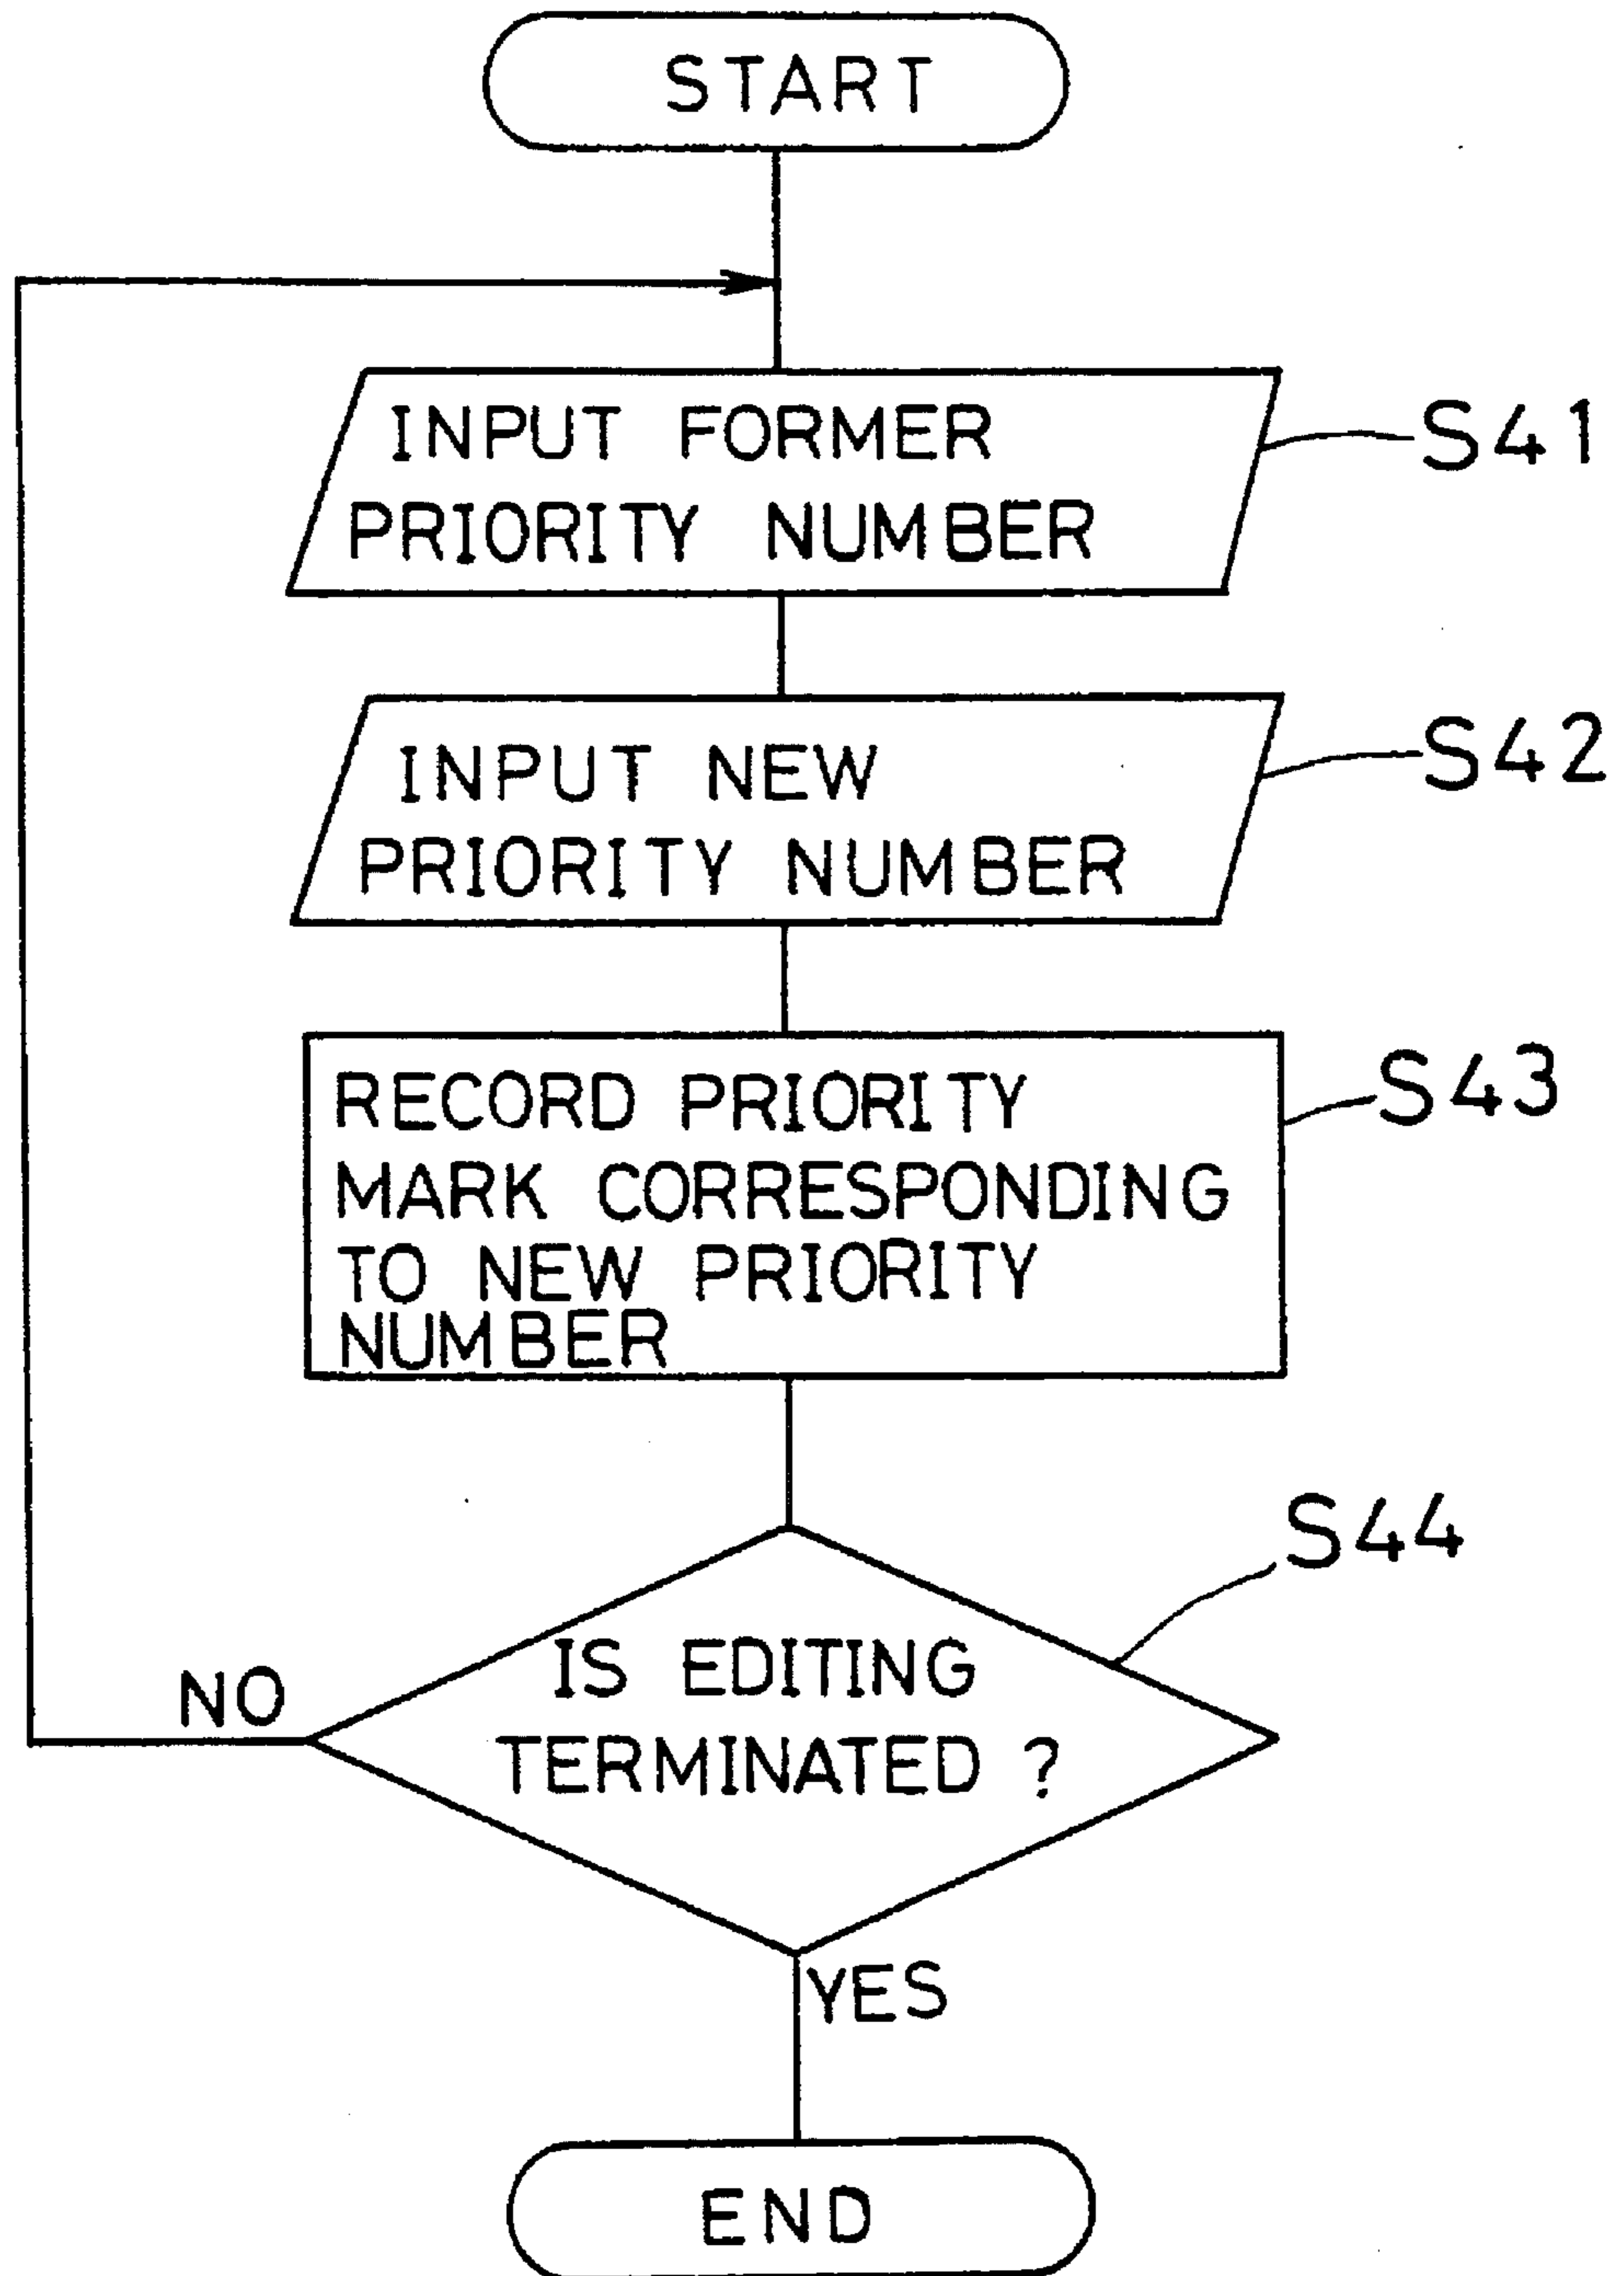 START
INPUT FORMER
PRIORITY NUMBER
S41
INPUT NEW
PRIORITY NUMBER
S42
RECORD PRIORITY
MARK CORRESPONDING
TO NEW PRIORITY
NUMBER
S43
S44
IS EDITING
TERMINATED ?
NO
YES
END